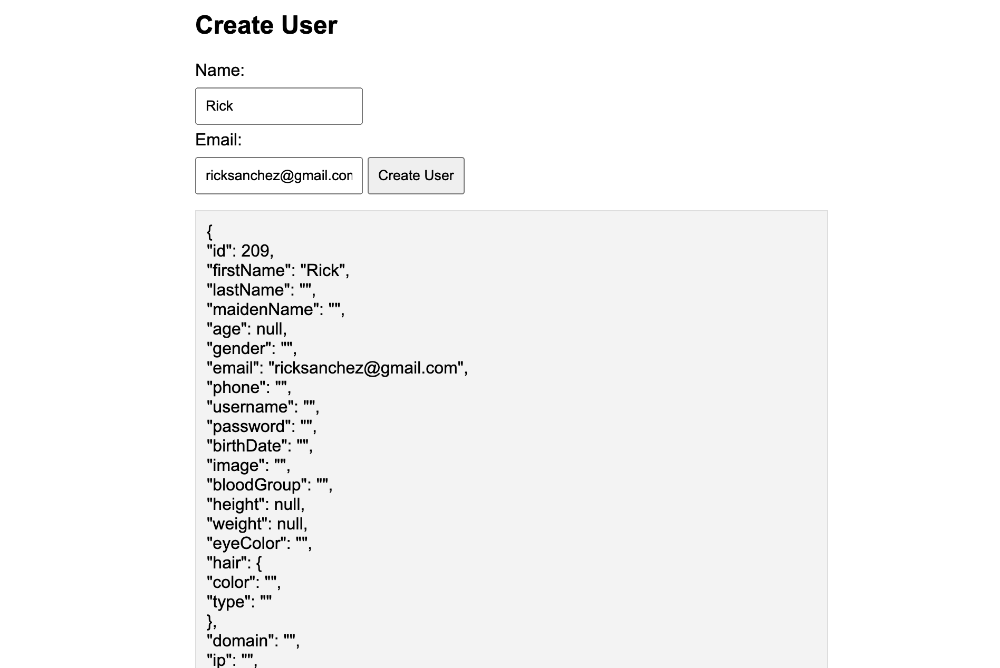 Create User
Name:
Rick
Email:
ricksanchez@gmail.com
Create User
{
"id": 209,
"firstName": "Rick",
"lastName": "",
"maidenName": "",
"age": null,
"gender": "",
"email": "ricksanchez@gmail.com",
"phone": "",
"username": "",
"password": "",
"birthDate": "",
"image": "",
"bloodGroup": "",
"height": null,
"weight": null,
"eyeColor": "",
"hair": {
"color": "",
"type": ""
},
"domain": "",
"ip": "",